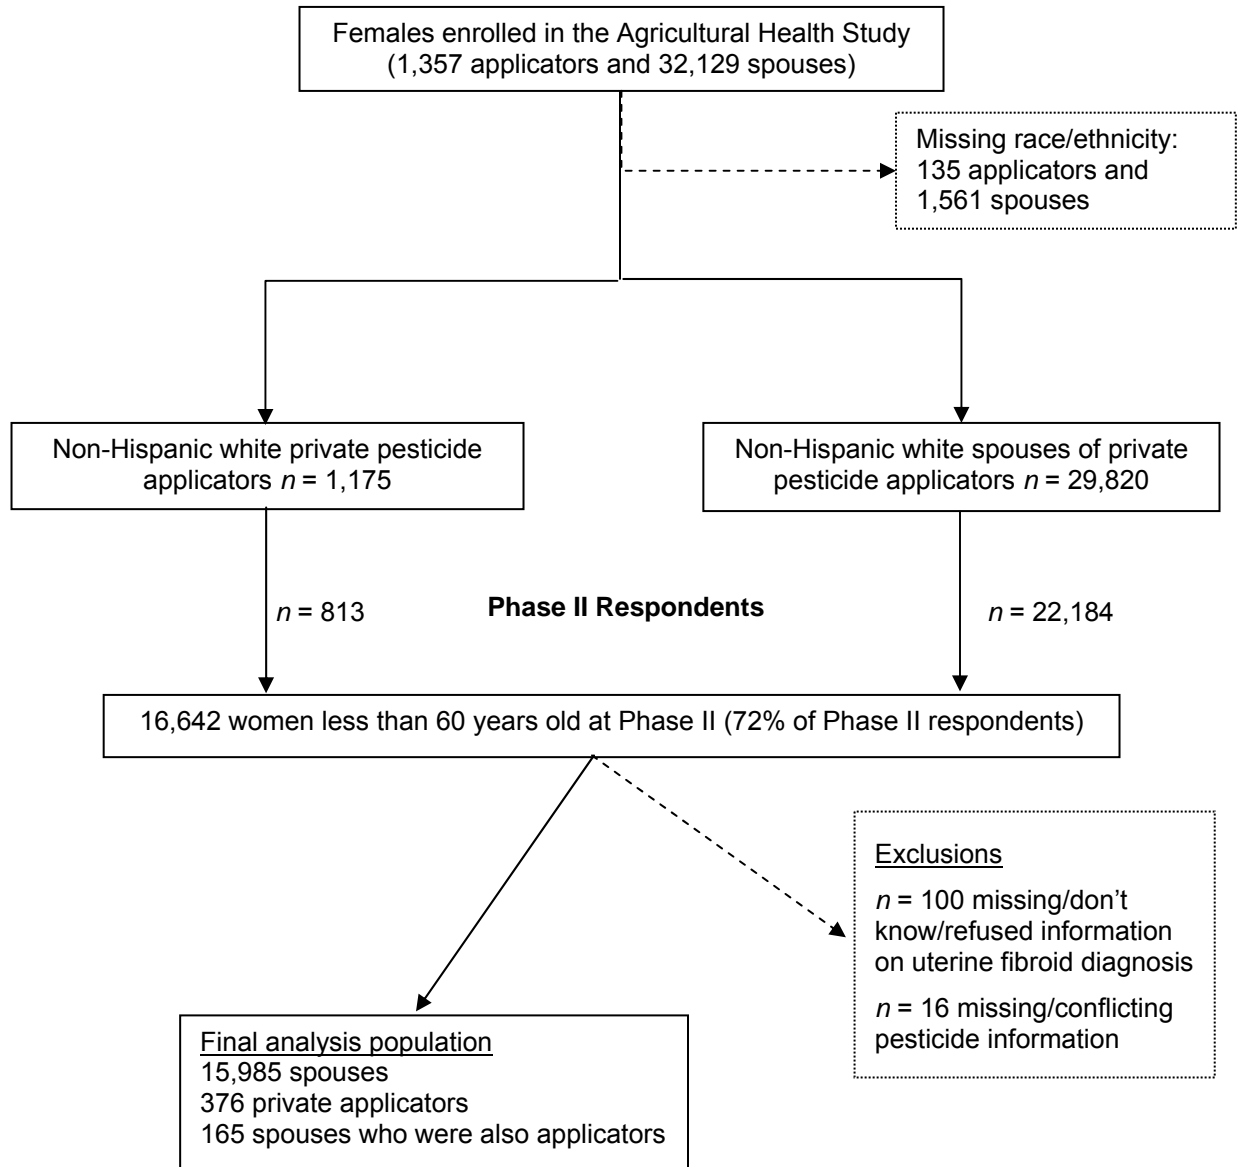 Females enrolled in the Agricultural Health Study
(1,357 applicators and 32,129 spouses)
Missing race/ethnicity:
135 applicators and
1,561 spouses
Non-Hispanic white private pesticide
applicators n = 1,175
Non-Hispanic white spouses of private
pesticide applicators n = 29,820
n = 813
Phase II Respondents
n = 22,184
16,642 women less than 60 years old at Phase II (72% of Phase II respondents)
Exclusions
n = 100 missing/don’t
know/refused information
on uterine fibroid diagnosis
n = 16 missing/conflicting
pesticide information
Final analysis population
15,985 spouses
376 private applicators
165 spouses who were also applicators